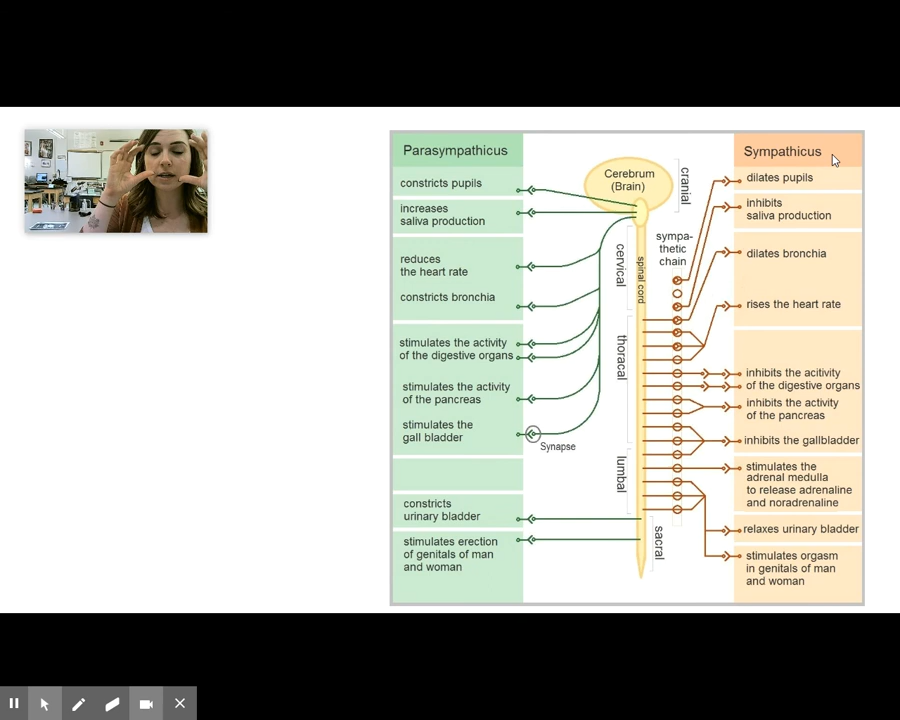 Parasympathicus
constricts pupils
increases
saliva production
reduces
the heart rate
constricts bronchia
stimulates the activity
of the digestive organs
stimulates the activity
of the pancreas
stimulates the
gall bladder
constricts
urinary bladder
stimulates erection
of genitals of man
and woman
Cerebrum
(Brain)
cranial
cervical
spinal cord
sympa-
thetic
chain
thoracal
Synapse
lumbal
sacral
Sympathicus
dilates pupils
inhibits
saliva production
dilates bronchia
rises the heart rate
inhibits the acitivity
of the digestive organs
inhibits the activity
of the pancreas
inhibits the gallbladder
stimulates the
adrenal medulla
to release adrenaline
and noradrenaline
relaxes urinary bladder
stimulates orgasm
in genitals of man
and woman